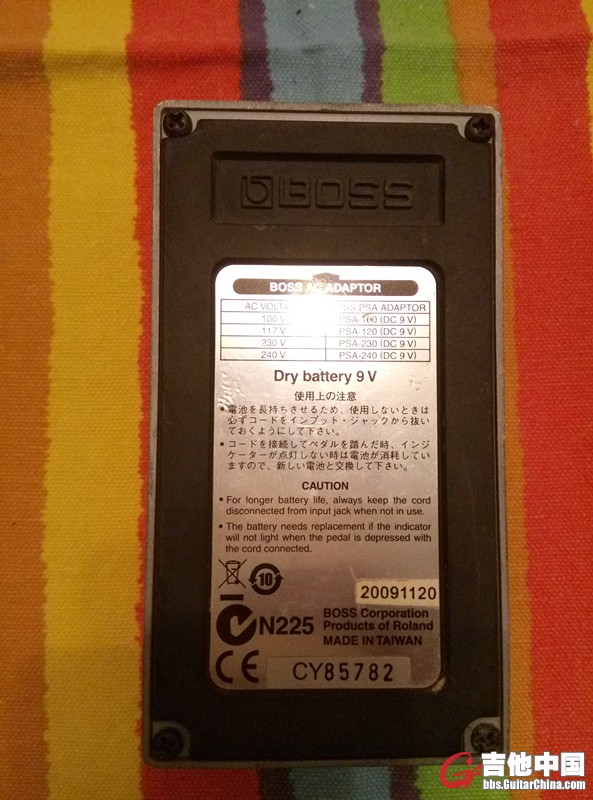 BOSS
BOSS AC ADAPTOR
AC VOLTA
SS PSA ADAPTOR
100 V
PSA-100 (DC 9 V)
117 V
PSA-120 (DC 9 V)
230 V
PSA-230 (DC 9 V)
240 V
PSA-240 (DC 9 V)
Dry battery 9 V
使用上の注意
• 電池を長持ちさせるため、使用しないときは
必ずコードをインプット・ジャックから抜い
ておくようにして下さい。
• コードを接続してペダルを踏んだ時、インジ
ケーターが点灯しない時は電池が消耗してい
ますので、新しい電池と交換して下さい。
CAUTION
• For longer battery life, always keep the cord
disconnected from input jack when not in use.
• The battery needs replacement if the indicator
will not light when the pedal is depressed with
the cord connected.
10
20091120
N225
BOSS Corporation
Products of Roland
MADE IN TAIWAN
CE
CY85782
吉他中国
bbs.GuitarChina.com